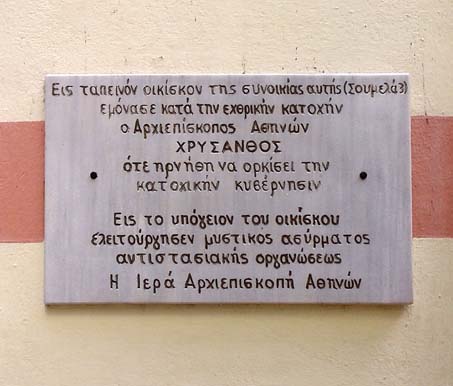 Εις ταπεινόν οικίσκον της συνοικίας αυτής (Σουμελά 3)
εμόνασε κατά την εχθρικήν κατοχήν
ο Αρχιεπίσκοπος Αθηνών
ΧΡΥΣΑΝΘΟΣ
ότε ηρνήθη να ορκίσει την
κατοχικήν κυβέρνησιν
Εις το υπόγειον του οικίσκου
ελειτούργησεν μυστικός ασύρματος
αντιστασιακής οργανώσεως
Η Ιερά Αρχιεπισκοπή Αθηνών